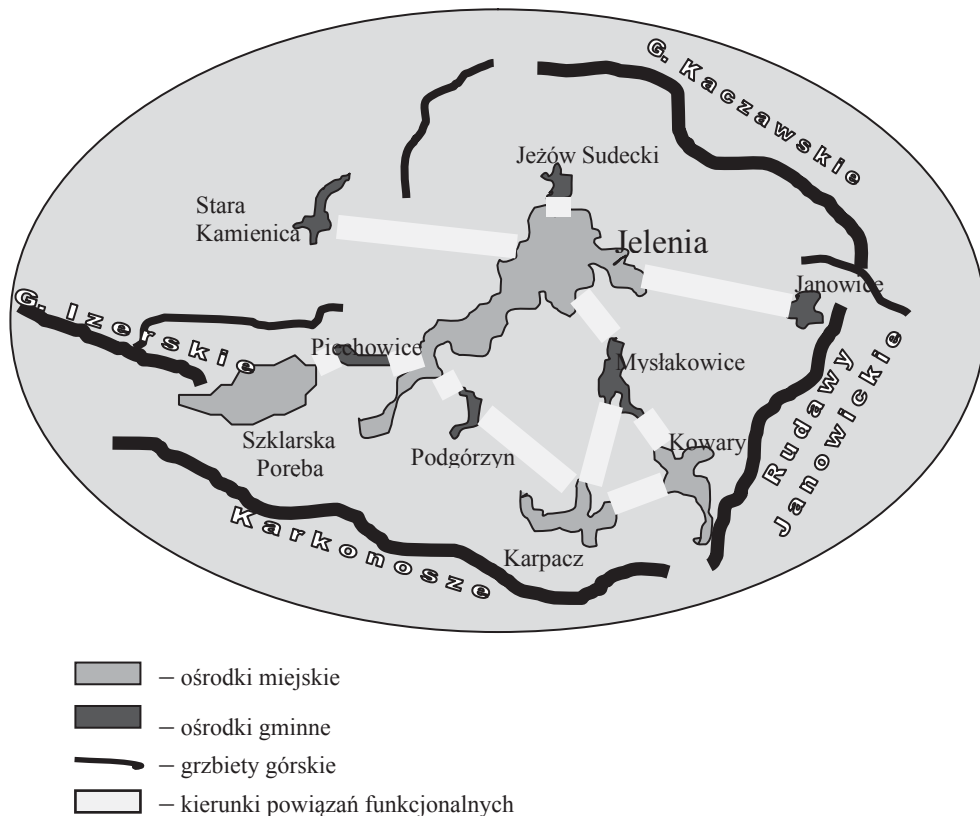 G. Kaczawskie
Jeżów Sudecki
Stara
Kamienica
Jelenia
Janowice
G. Izerskie
Piechowice
Mysłakowice
Rudawy
Janowickie
Szklarska
Poreba
Podgórzyn
Kowary
Karkonosze
Karpacz
– ośrodki miejskie
– ośrodki gminne
– grzbiety górskie
– kierunki powiązań funkcjonalnych